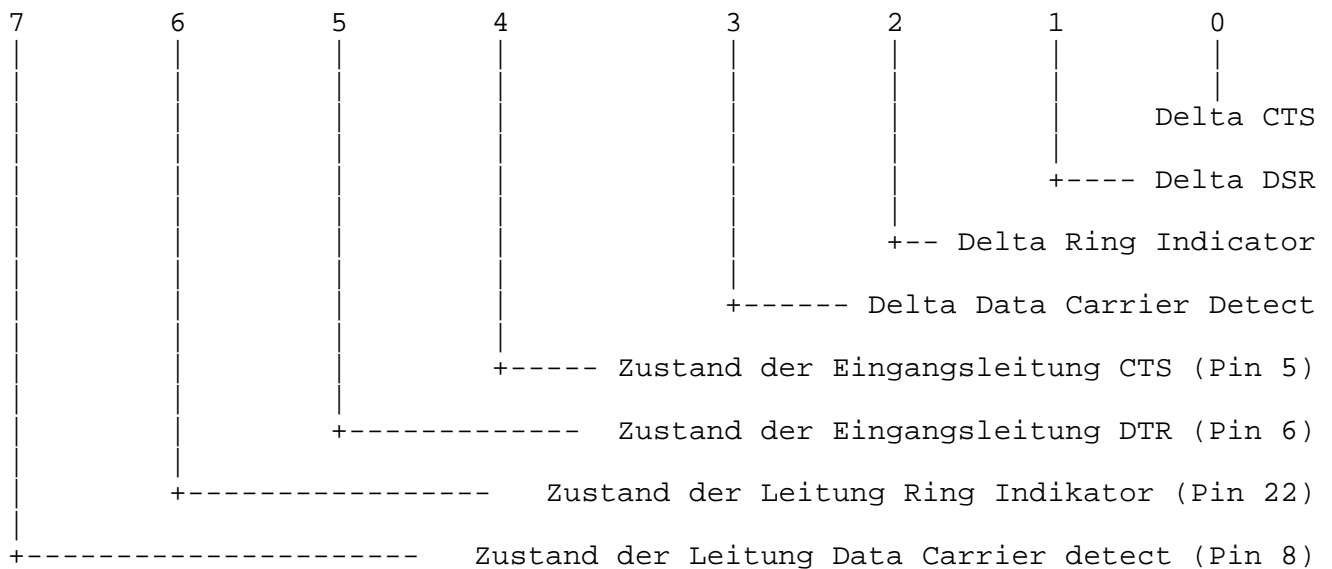 7 6 5 4 3 2 1 0
Delta CTS
+---- Delta DSR
+-- Delta Ring Indicator
+------ Delta Data Carrier Detect
+----- Zustand der Eingangsleitung CTS (Pin 5)
+------------- Zustand der Eingangsleitung DTR (Pin 6)
+----------------- Zustand der Leitung Ring Indikator (Pin 22)
+---------------------- Zustand der Leitung Data Carrier detect (Pin 8)